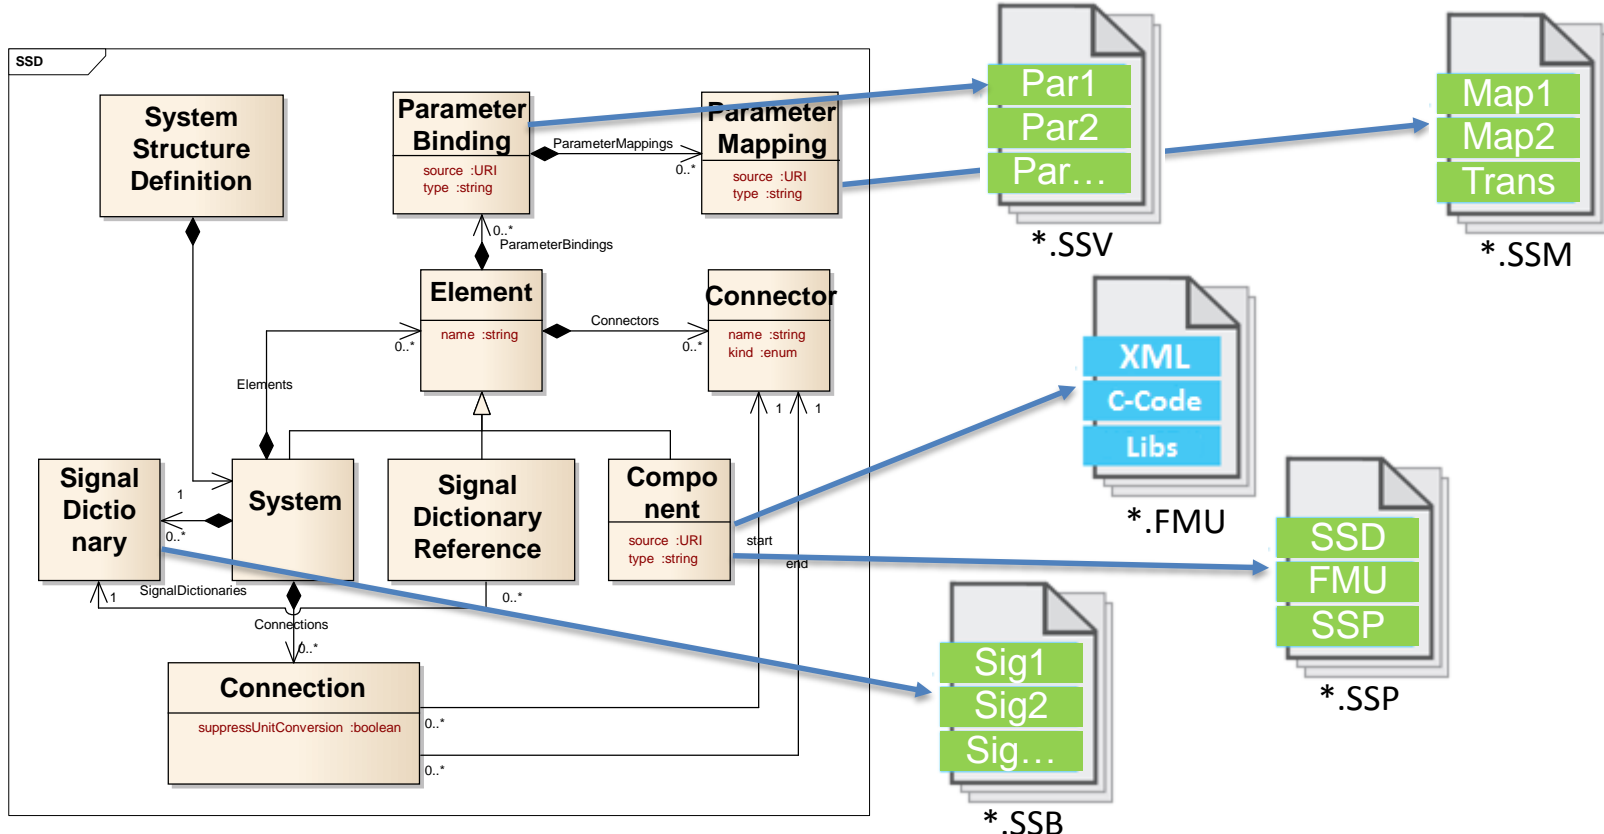 SSD
System
Structure
Definition
Parameter
Binding
source :URI
type :string
ParameterMappings
0..*
Parameter
Mapping
source :URI
type :string
0..*
ParameterBindings
Element
name :string
Connectors
0..*
0..*
Connector
name :string
kind :enum
Elements
1
1
Signal
Dictio
nary
1
0..*
System
Signal
Dictionary
Reference
Compo
nent
source :URI
type :string
start
end
SignalDictionaries
1
0..*
Connections
0..*
Connection
suppressUnitConversion :boolean
0..*
0..*
Par1
Par2
Par...
*.SSV
Map1
Map2
Trans
*.SSM
XML
C-Code
Libs
*.FMU
SSD
FMU
SSP
*.SSP
Sig1
Sig2
Sig...
*.SSB